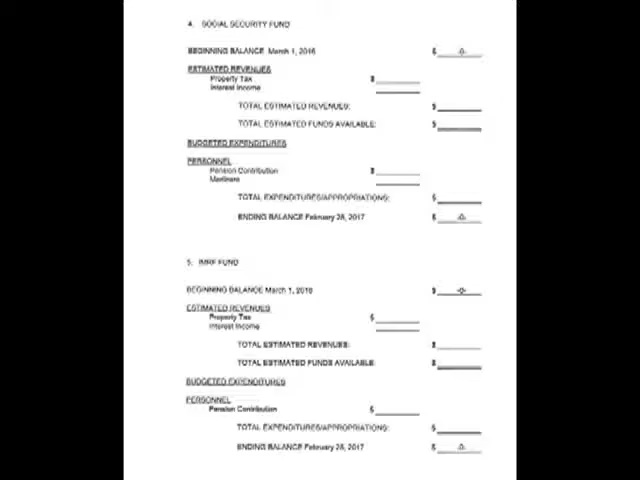 4. SOCIAL SECURITY FUND
BEGINNING BALANCE March 1, 2016 $ -0-
ESTIMATED REVENUES
Property Tax $
Interest Income
TOTAL ESTIMATED REVENUES: $
TOTAL ESTIMATED FUNDS AVAILABLE: $
BUDGETED EXPENDITURES
PERSONNEL
Pension Contribution $
TOTAL EXPENDITURES/APPROPRIATIONS: $
ENDING BALANCE February 28, 2017 $ -0-
5. IMRF FUND
BEGINNING BALANCE March 1, 2016 $ -0-
ESTIMATED REVENUES
Property Tax $
Interest Income
TOTAL ESTIMATED REVENUES: $
TOTAL ESTIMATED FUNDS AVAILABLE: $
BUDGETED EXPENDITURES
PERSONNEL
Pension Contribution $
TOTAL EXPENDITURES/APPROPRIATIONS: $
ENDING BALANCE February 28, 2017 $ -0-